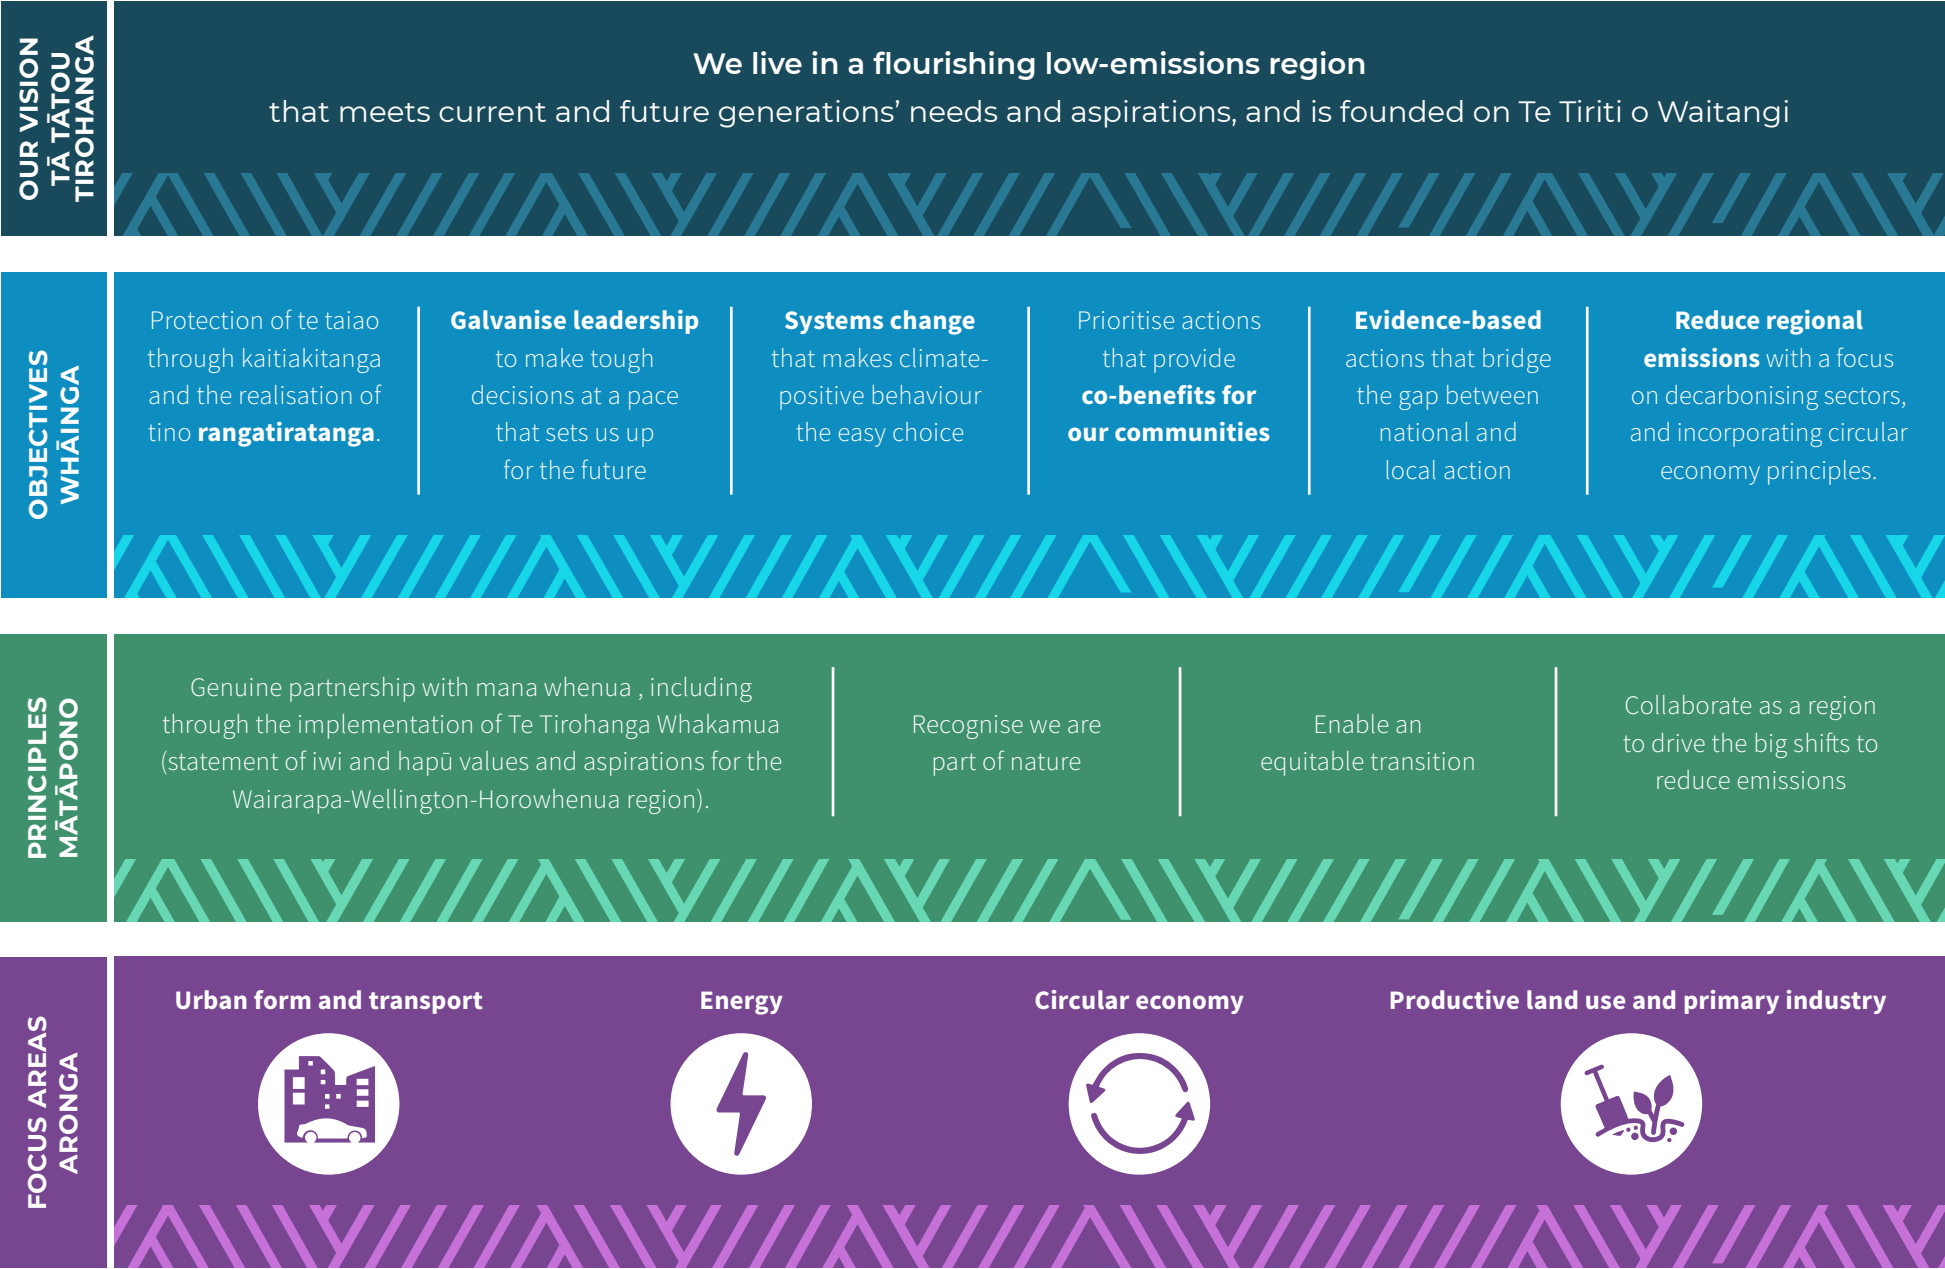 OUR VISION
TĀ TĀTOU
TIROHANGA
We live in a flourishing low-emissions region
that meets current and future generations’ needs and aspirations, and is founded on Te Tiriti o Waitangi
OBJECTIVES
WHĀINGA
Protection of te taiao
through kaitiakitanga
and the realisation of
tino rangatiratanga.
Galvanise leadership
to make tough
decisions at a pace
that sets us up
for the future
Systems change
that makes climate-
positive behaviour
the easy choice
Prioritise actions
that provide
co-benefits for
our communities
Evidence-based
actions that bridge
the gap between
national and
local action
Reduce regional
emissions with a focus
on decarbonising sectors,
and incorporating circular
economy principles.
PRINCIPLES
MĀTĀPONO
Genuine partnership with mana whenua , including
through the implementation of Te Tirohanga Whakamua
(statement of iwi and hapū values and aspirations for the
Wairarapa-Wellington-Horowhenua region).
Recognise we are
part of nature
Enable an
equitable transition
Collaborate as a region
to drive the big shifts to
reduce emissions
FOCUS AREAS
ARONGA
Urban form and transport
Energy
Circular economy
Productive land use and primary industry